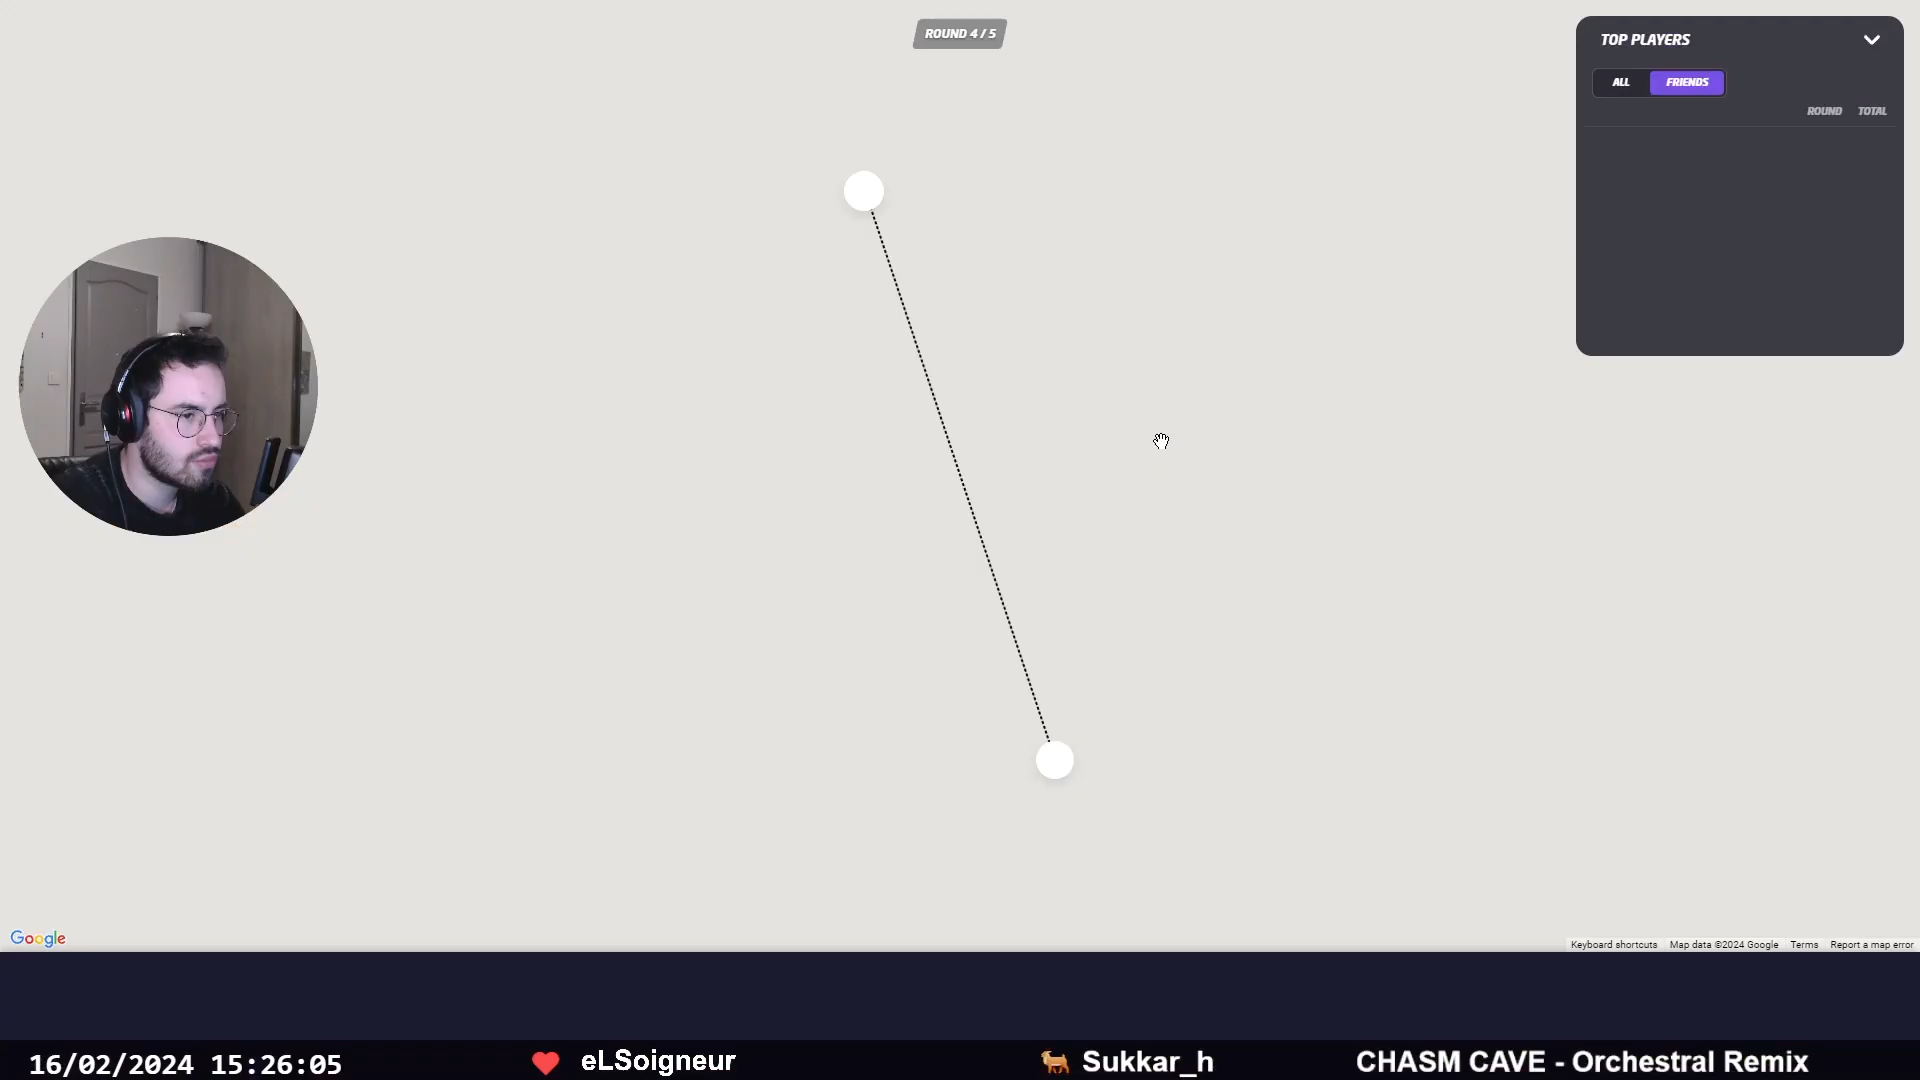 ROUND 4 / 5
TOP PLAYERS
ALL FRIENDS
ROUND TOTAL
Google
Keyboard shortcuts Map data ©2024 Google Terms Report a map error
16/02/2024 15:26:05 eLSoigneur Sukkar_h CHASM CAVE - Orchestral Remix